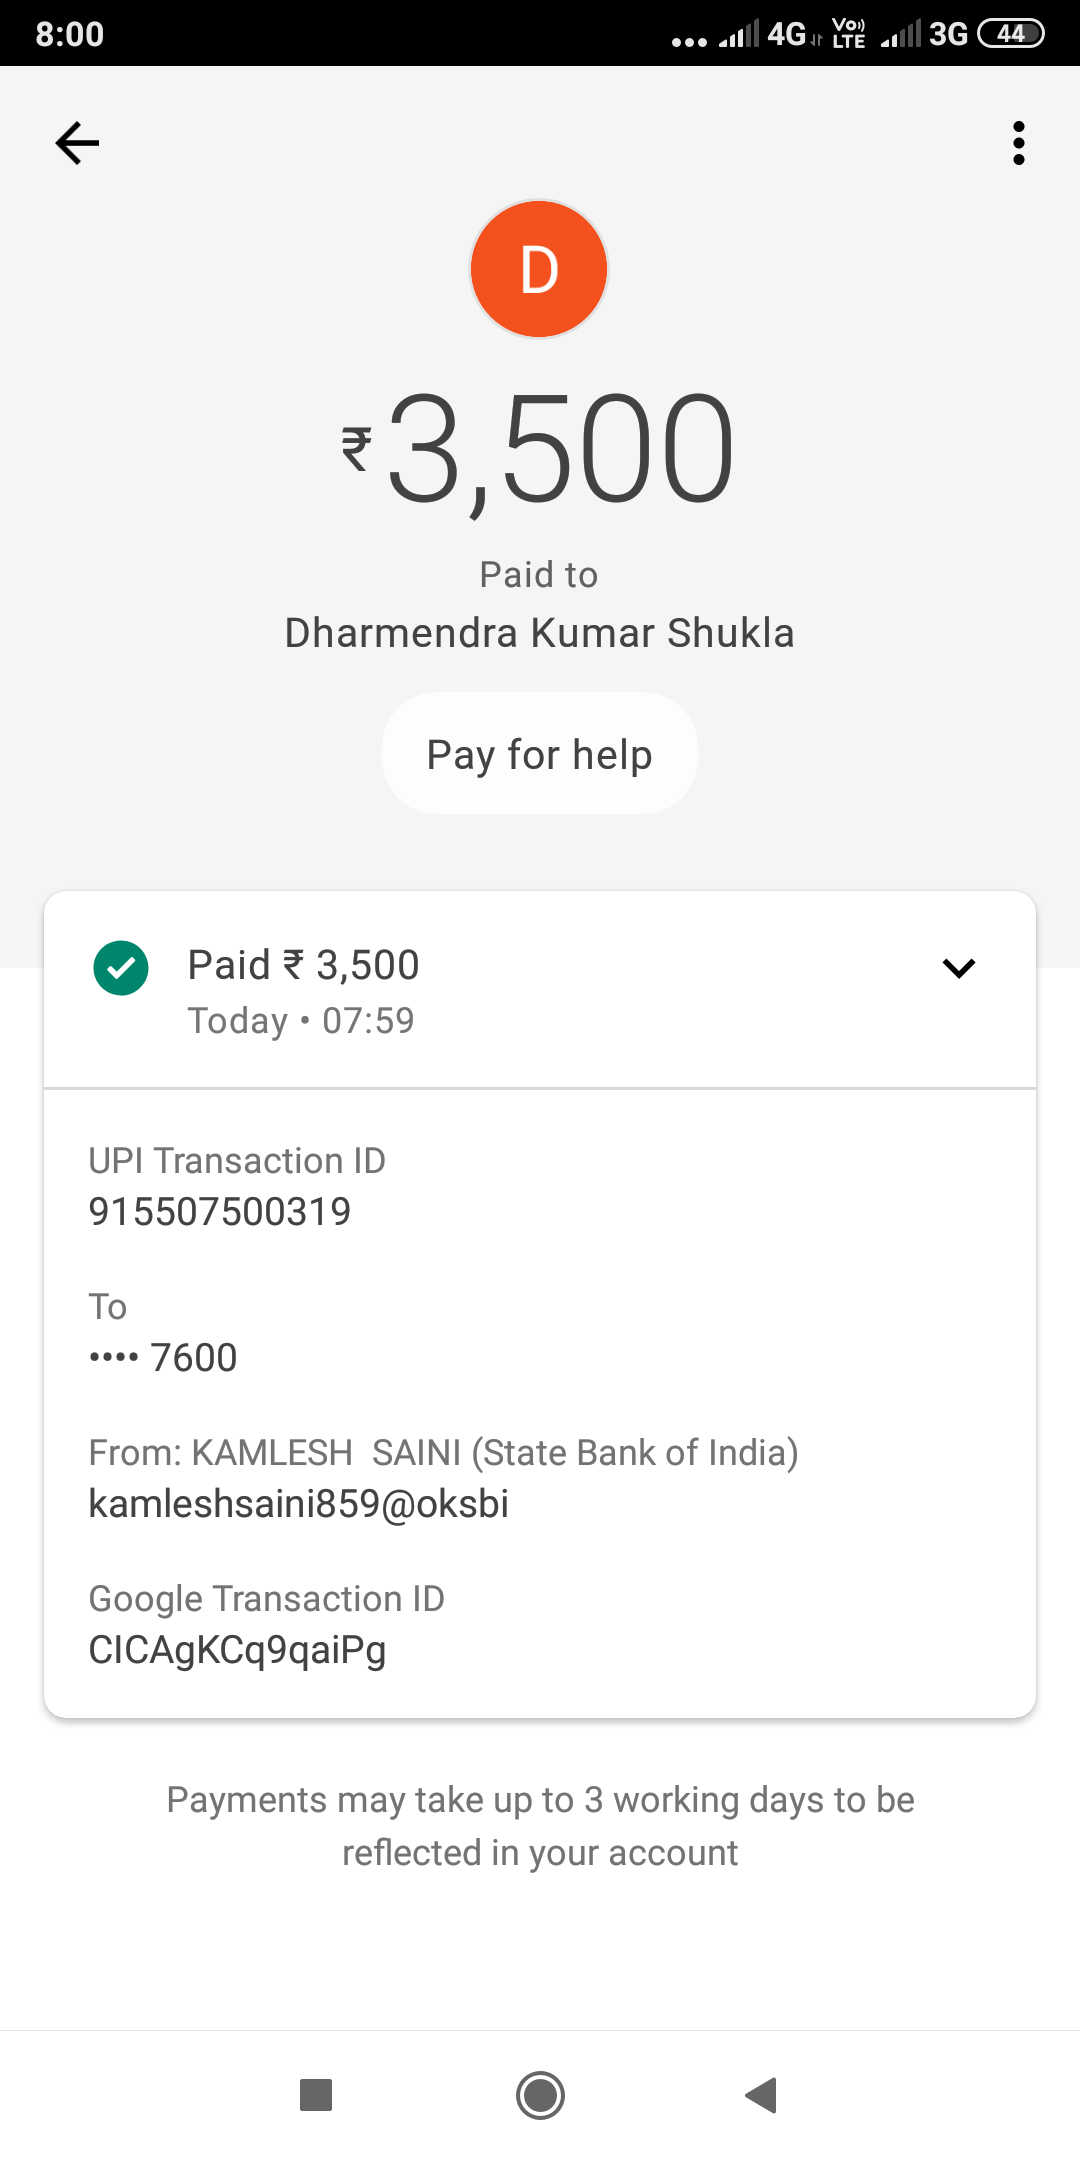 8:00
4G VoLTE 3G 44
D
₹3,500
Paid to
Dharmendra Kumar Shukla
Pay for help
Paid ₹ 3,500
Today • 07:59
UPI Transaction ID
915507500319
To
•••• 7600
From: KAMLESH  SAINI (State Bank of India)
kamleshsaini859@oksbi
Google Transaction ID
CICAgKCq9qaiPg
Payments may take up to 3 working days to be
reflected in your account